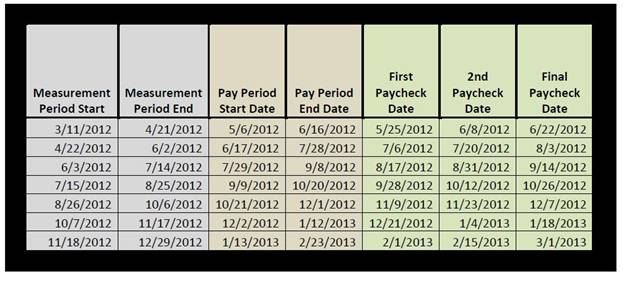 Measurement Period Start Measurement Period End Pay Period Start Date Pay Period End Date First Paycheck Date 2nd Paycheck Date Final Paycheck Date
3/11/2012 4/21/2012 5/6/2012 6/16/2012 5/25/2012 6/8/2012 6/22/2012
4/22/2012 6/2/2012 6/17/2012 7/28/2012 7/6/2012 7/20/2012 8/3/2012
6/3/2012 7/14/2012 7/29/2012 9/8/2012 8/17/2012 8/31/2012 9/14/2012
7/15/2012 8/25/2012 9/9/2012 10/20/2012 9/28/2012 10/12/2012 10/26/2012
8/26/2012 10/6/2012 10/21/2012 12/1/2012 11/9/2012 11/23/2012 12/7/2012
10/7/2012 11/17/2012 12/2/2012 1/12/2013 12/21/2012 1/4/2013 1/18/2013
11/18/2012 12/29/2012 1/13/2013 2/23/2013 2/1/2013 2/15/2013 3/1/2013